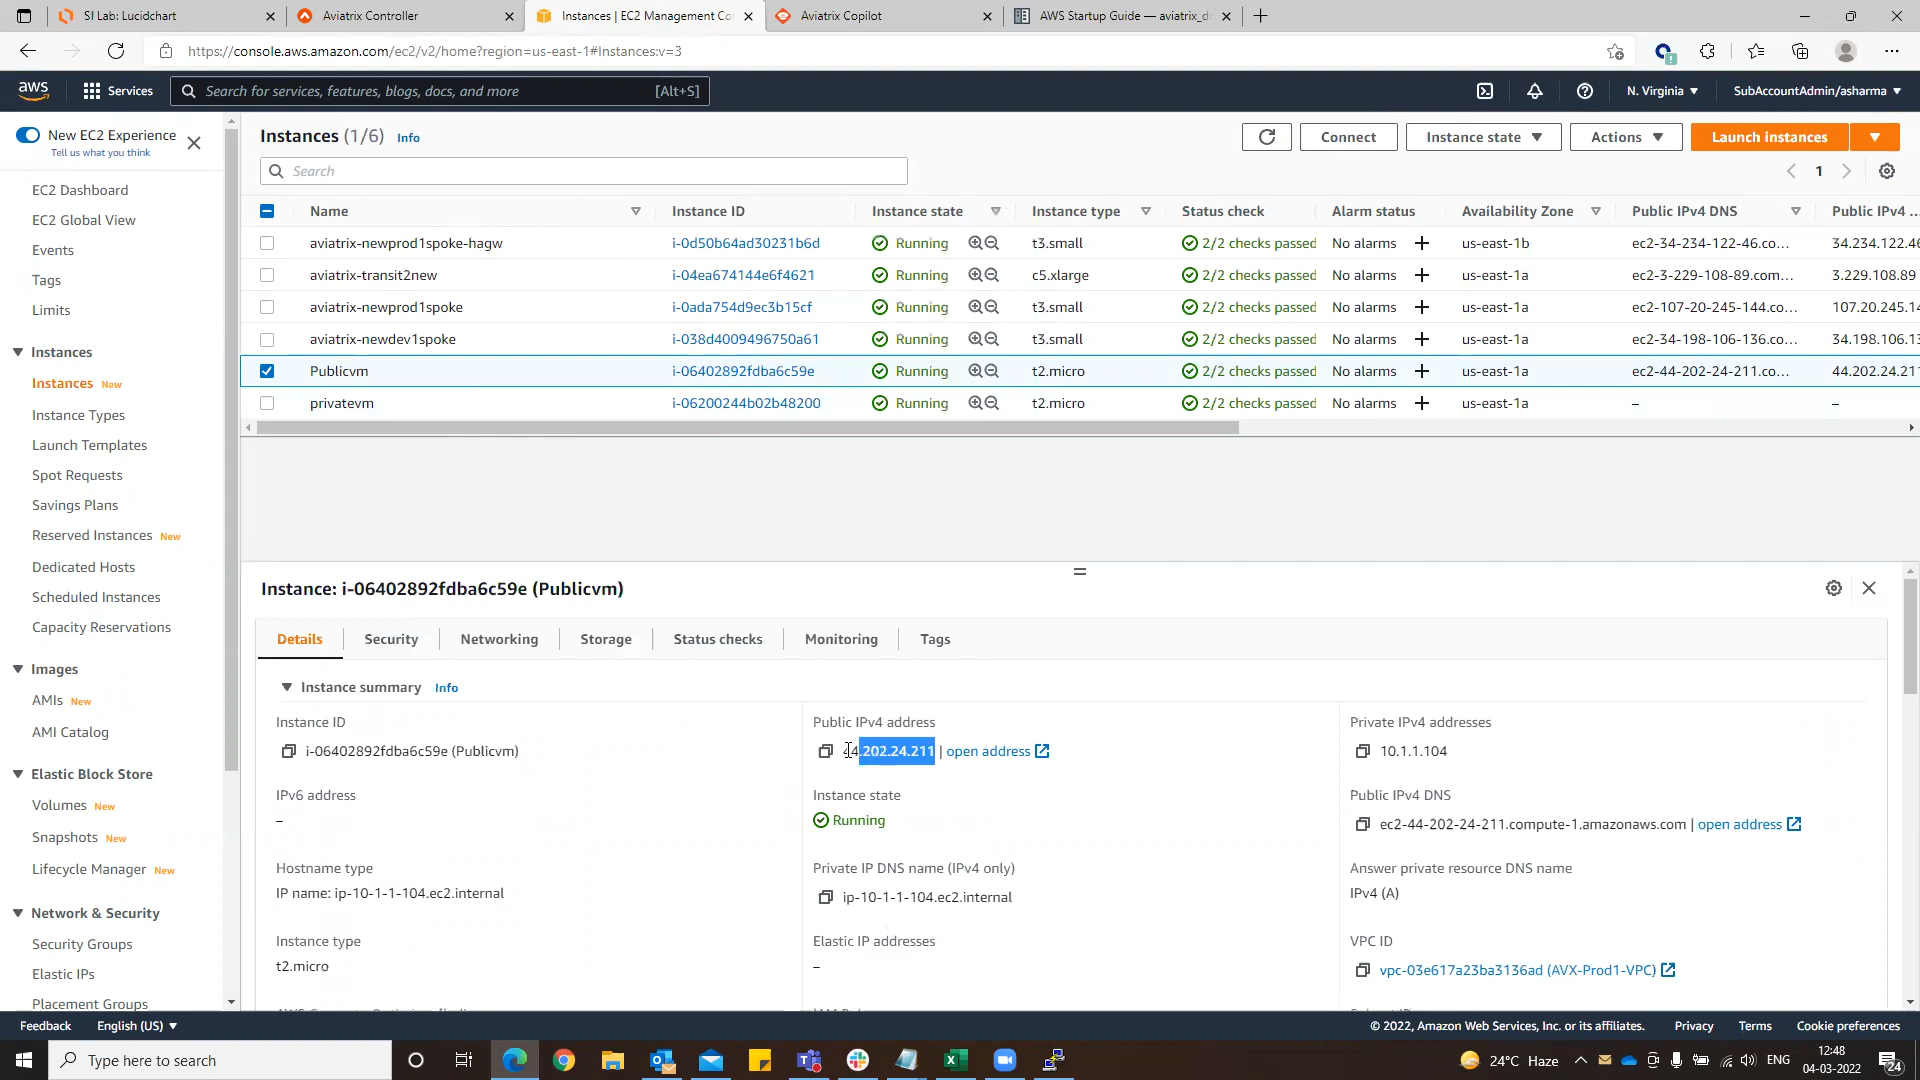 SI Lab: Lucidchart
Aviatrix Controller
Instances | EC2 Management Co
Aviatrix Copilot
AWS Startup Guide — aviatrix_d
https://console.aws.amazon.com/ec2/v2/home?region=us-east-1#Instances:v=3
aws
Services
Search for services, features, blogs, docs, and more
[Alt+S]
N. Virginia
SubAccountAdmin/asharma
New EC2 Experience
Tell us what you think
EC2 Dashboard
EC2 Global View
Events
Tags
Limits
Instances
Instances New
Instance Types
Launch Templates
Spot Requests
Savings Plans
Reserved Instances New
Dedicated Hosts
Scheduled Instances
Capacity Reservations
Images
AMIs New
AMI Catalog
Elastic Block Store
Volumes New
Snapshots New
Lifecycle Manager New
Network & Security
Security Groups
Elastic IPs
Placement Groups
Instances (1/6) Info
Connect
Instance state
Actions
Launch instances
Search
1
Name Instance ID Instance state Instance type Status check Alarm status Availability Zone Public IPv4 DNS Public IPv4 ...
aviatrix-newprod1spoke-hagw i-0d50b64ad30231b6d Running t3.small 2/2 checks passed No alarms + us-east-1b ec2-34-234-122-46.co... 34.234.122.46
aviatrix-transit2new i-04ea674144e6f4621 Running c5.xlarge 2/2 checks passed No alarms + us-east-1a ec2-3-229-108-89.com... 3.229.108.89
aviatrix-newprod1spoke i-0ada754d9ec3b15cf Running t3.small 2/2 checks passed No alarms + us-east-1a ec2-107-20-245-144.co... 107.20.245.14
aviatrix-newdev1spoke i-038d4009496750a61 Running t3.small 2/2 checks passed No alarms + us-east-1a ec2-34-198-106-136.co... 34.198.106.13
Publicvm i-06402892fdba6c59e Running t2.micro 2/2 checks passed No alarms + us-east-1a ec2-44-202-24-211.co... 44.202.24.211
privatevm i-06200244b02b48200 Running t2.micro 2/2 checks passed No alarms + us-east-1a – –
Instance: i-06402892fdba6c59e (Publicvm)
Details
Security
Networking
Storage
Status checks
Monitoring
Tags
Instance summary Info
Instance ID
i-06402892fdba6c59e (Publicvm)
Public IPv4 address
44.202.24.211 | open address
Private IPv4 addresses
10.1.1.104
IPv6 address
–
Instance state
Running
Public IPv4 DNS
ec2-44-202-24-211.compute-1.amazonaws.com | open address
Hostname type
IP name: ip-10-1-1-104.ec2.internal
Private IP DNS name (IPv4 only)
ip-10-1-1-104.ec2.internal
Answer private resource DNS name
IPv4 (A)
Instance type
t2.micro
Elastic IP addresses
–
VPC ID
vpc-03e617a23ba3136ad (AVX-Prod1-VPC)
Feedback
English (US)
© 2022, Amazon Web Services, Inc. or its affiliates.
Privacy
Terms
Cookie preferences
Type here to search
24°C Haze
ENG
12:48
04-03-2022
24